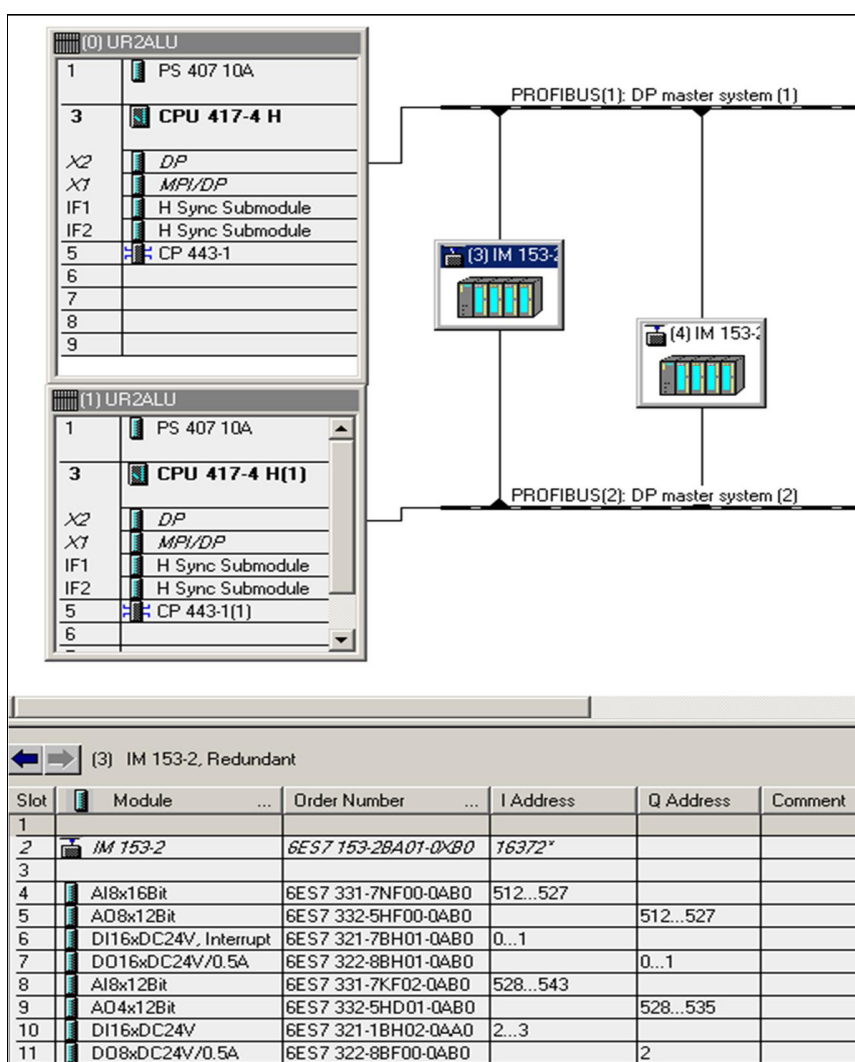 (0) UR2ALU
1 PS 407 10A
3 CPU 417-4 H
X2 DP
X1 MPI/DP
IF1 H Sync Submodule
IF2 H Sync Submodule
5 CP 443-1
6
7
8
9
PROFIBUS(1): DP master system (1)
(3) IM 153-2
(4) IM 153-2
(1) UR2ALU
1 PS 407 10A
3 CPU 417-4 H(1)
X2 DP
X1 MPI/DP
IF1 H Sync Submodule
IF2 H Sync Submodule
5 CP 443-1(1)
6
PROFIBUS(2): DP master system (2)
(3) IM 153-2, Redundant
Slot Module ... Order Number ... I Address Q Address Comment
1
2 IM 153-2 6ES7 153-2BA01-0XB0 16372*
3
4 AI8x16Bit 6ES7 331-7NF00-0AB0 512...527
5 AO8x12Bit 6ES7 332-5HF00-0AB0 512...527
6 DI16xDC24V, Interrupt 6ES7 321-7BH01-0AB0 0...1
7 DO16xDC24V/0.5A 6ES7 322-8BH01-0AB0 0...1
8 AI8x12Bit 6ES7 331-7KF02-0AB0 528...543
9 AO4x12Bit 6ES7 332-5HD01-0AB0 528...535
10 DI16xDC24V 6ES7 321-1BH02-0AA0 2...3
11 DO8xDC24V/0.5A 6ES7 322-8BF00-0AB0 2